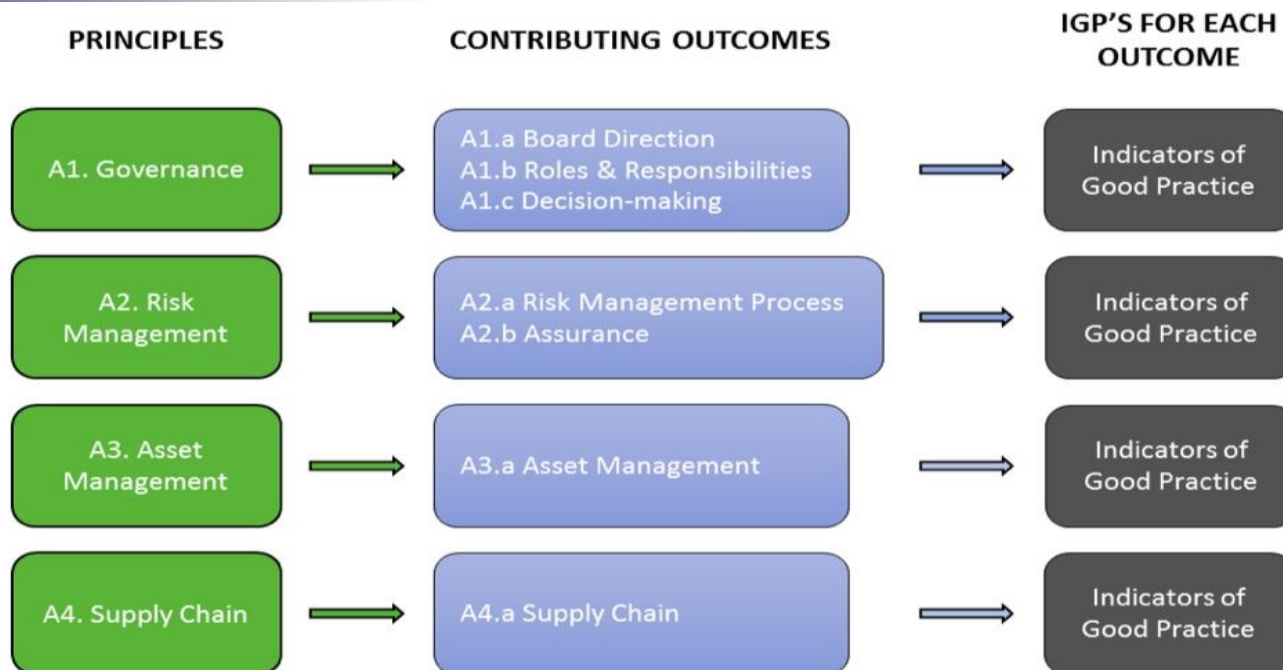 PRINCIPLES
CONTRIBUTING OUTCOMES
IGP'S FOR EACH
OUTCOME
A1. Governance
A1.a Board Direction
A1.b Roles & Responsibilities
A1.c Decision-making
Indicators of
Good Practice
A2. Risk
Management
A2.a Risk Management Process
A2.b Assurance
Indicators of
Good Practice
A3. Asset
Management
A3.a Asset Management
Indicators of
Good Practice
A4. Supply Chain
A4.a Supply Chain
Indicators of
Good Practice